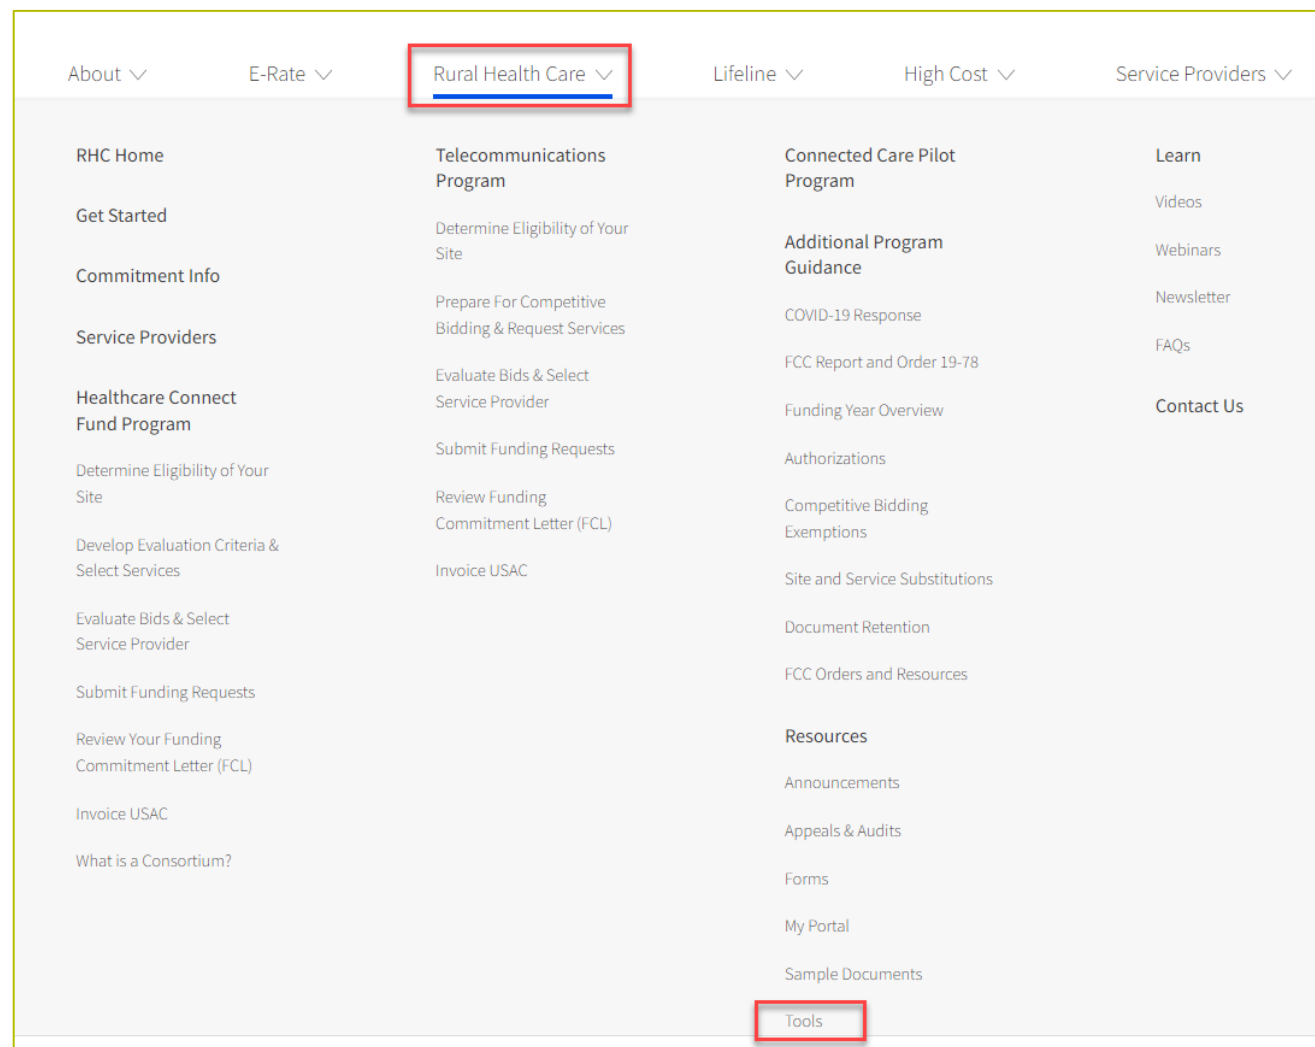 About
E-Rate
Rural Health Care
Lifeline
High Cost
Service Providers
RHC Home
Get Started
Commitment Info
Service Providers
Healthcare Connect
Fund Program
Determine Eligibility of Your
Site
Develop Evaluation Criteria &
Select Services
Evaluate Bids & Select
Service Provider
Submit Funding Requests
Review Your Funding
Commitment Letter (FCL)
Invoice USAC
What is a Consortium?
Telecommunications
Program
Determine Eligibility of Your
Site
Prepare For Competitive
Bidding & Request Services
Evaluate Bids & Select
Service Provider
Submit Funding Requests
Review Funding
Commitment Letter (FCL)
Invoice USAC
Connected Care Pilot
Program
Additional Program
Guidance
COVID-19 Response
FCC Report and Order 19-78
Funding Year Overview
Authorizations
Competitive Bidding
Exemptions
Site and Service Substitutions
Document Retention
FCC Orders and Resources
Resources
Announcements
Appeals & Audits
Forms
My Portal
Sample Documents
Tools
Learn
Videos
Webinars
Newsletter
FAQs
Contact Us